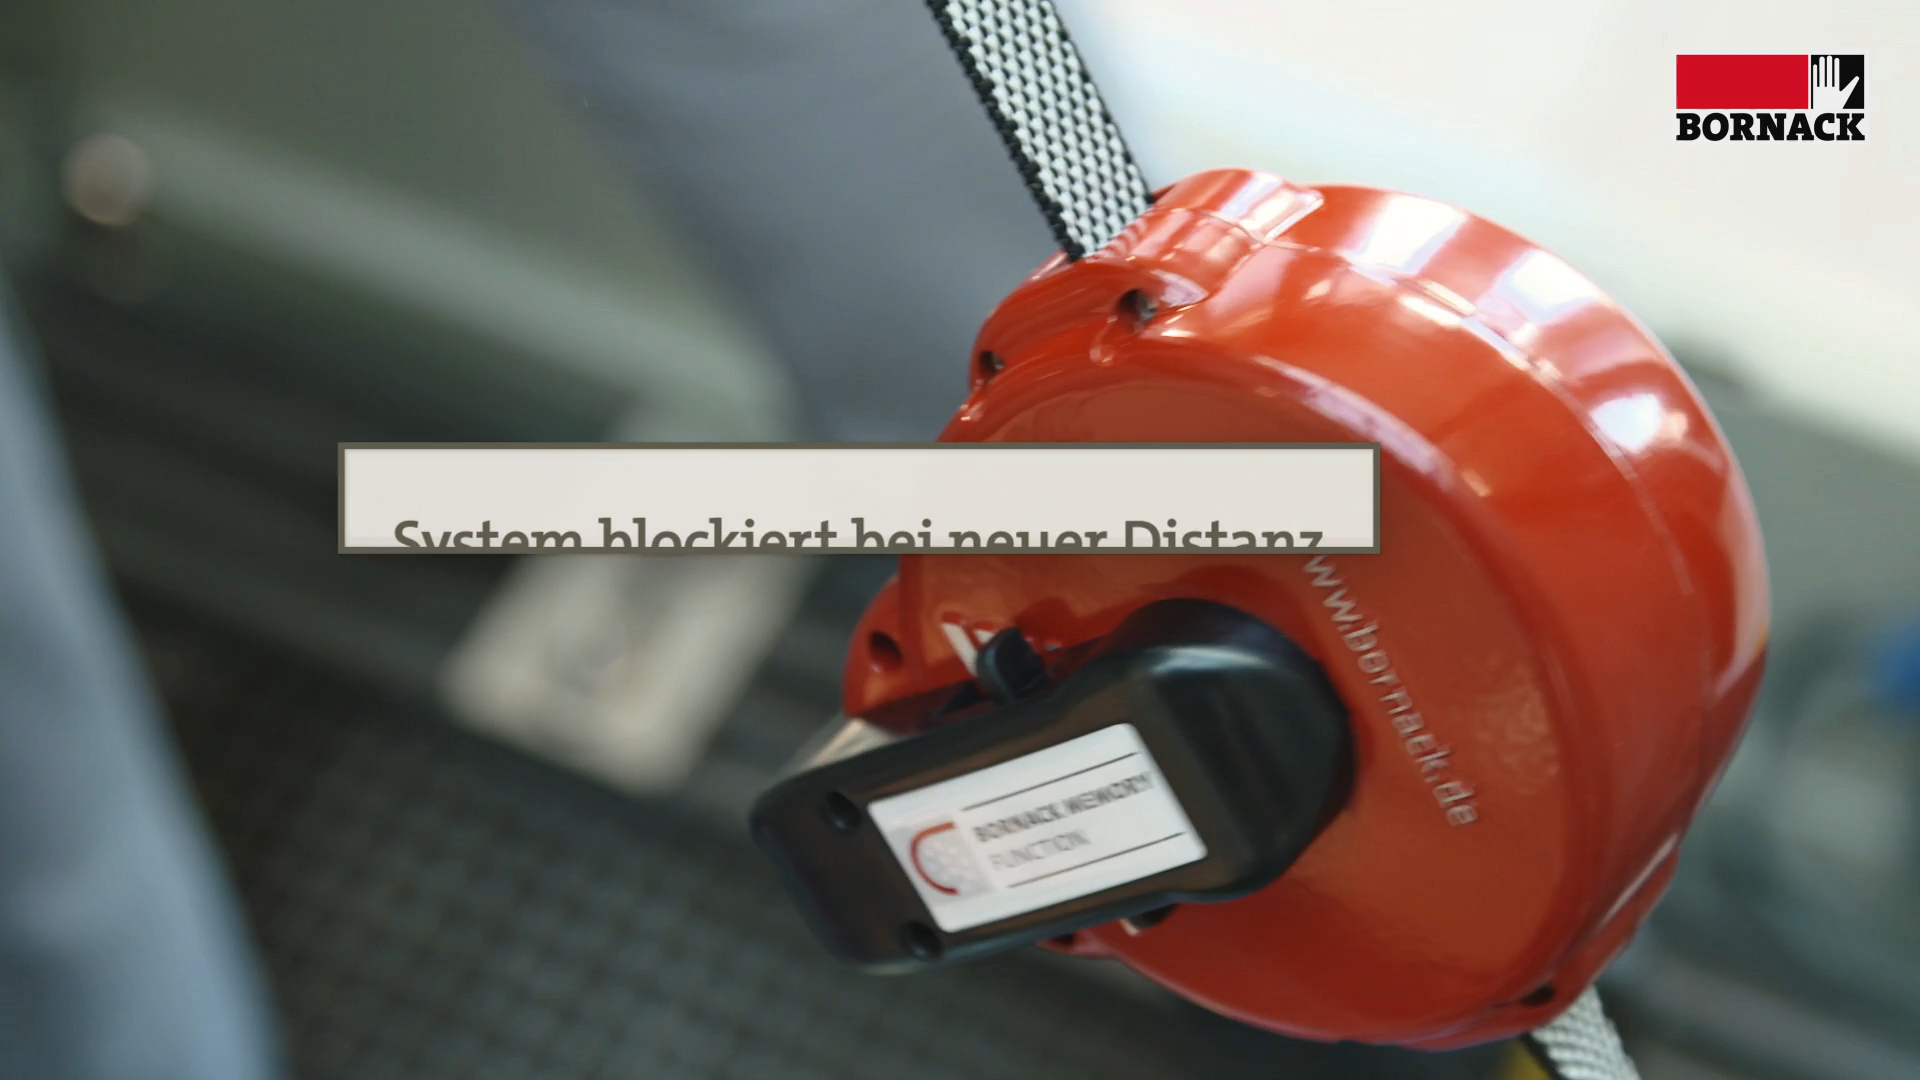 BORNACK
System blockiert bei neuer Distanz
www.bornack.de
BORNACK MEMORY
FUNCTION